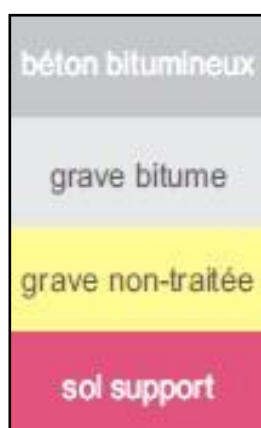 béton bitumineux
grave bitume
grave non-traitée
sol support